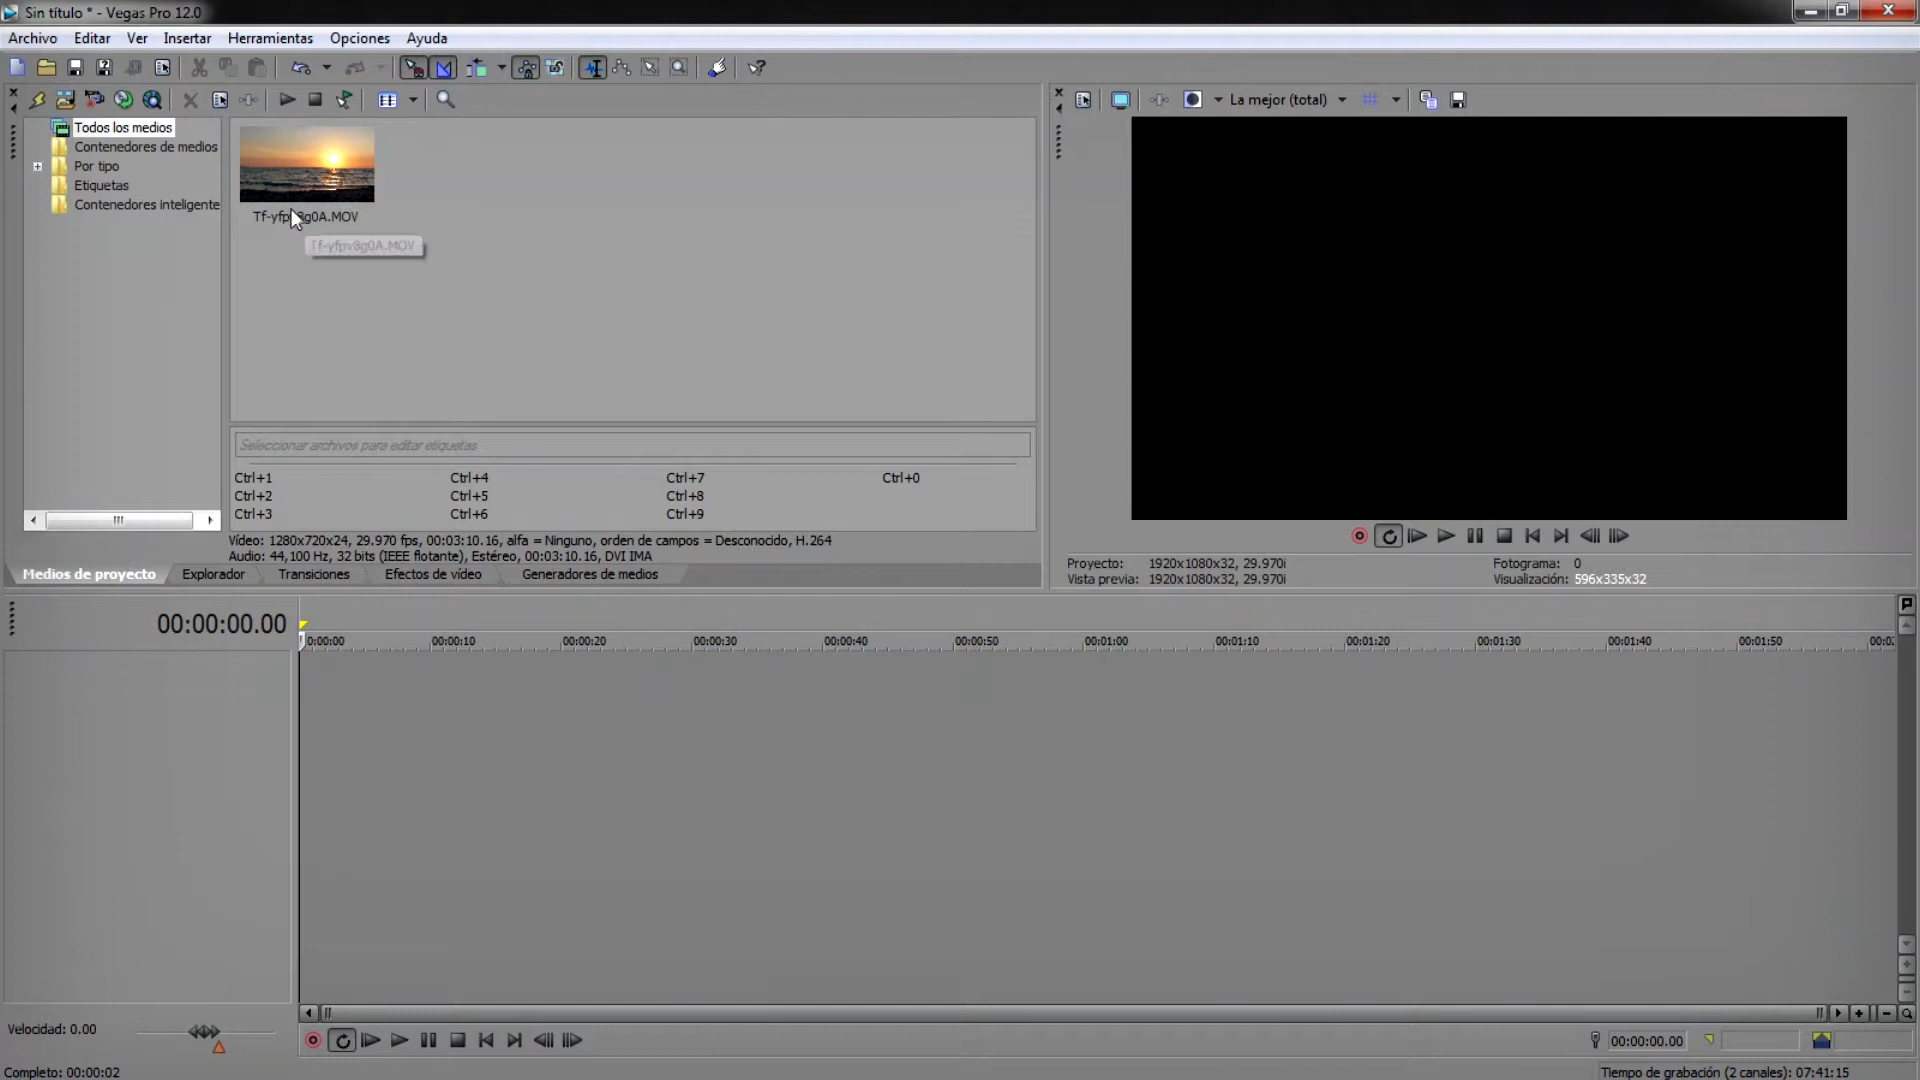 Sin título * - Vegas Pro 12.0
Archivo Editar Ver Insertar Herramientas Opciones Ayuda
La mejor (total)
Todos los medios
Contenedores de medios
Por tipo
Etiquetas
Contenedores inteligente
Tf-yfpv8g0A.MOV
Tf-yfpv8g0A.MOV
Seleccionar archivos para editar etiquetas
Ctrl+1 Ctrl+4 Ctrl+7 Ctrl+0
Ctrl+2 Ctrl+5 Ctrl+8
Ctrl+3 Ctrl+6 Ctrl+9
Vídeo: 1280x720x24, 29.970 fps, 00:03:10.16, alfa = Ninguno, orden de campos = Desconocido, H.264
Audio: 44,100 Hz, 32 bits (IEEE flotante), Estéreo, 00:03:10.16, DVI IMA
Medios de proyecto Explorador Transiciones Efectos de vídeo Generadores de medios
Proyecto: 1920x1080x32, 29.970i Fotograma: 0
Vista previa: 1920x1080x32, 29.970i Visualización: 596x335x32
00:00:00.00
0:00:00 00:00:10 00:00:20 00:00:30 00:00:40 00:00:50 00:01:00 00:01:10 00:01:20 00:01:30 00:01:40 00:01:50 00:02
Velocidad: 0.00
00:00:00.00
Completo: 00:00:02
Tiempo de grabación (2 canales): 07:41:15